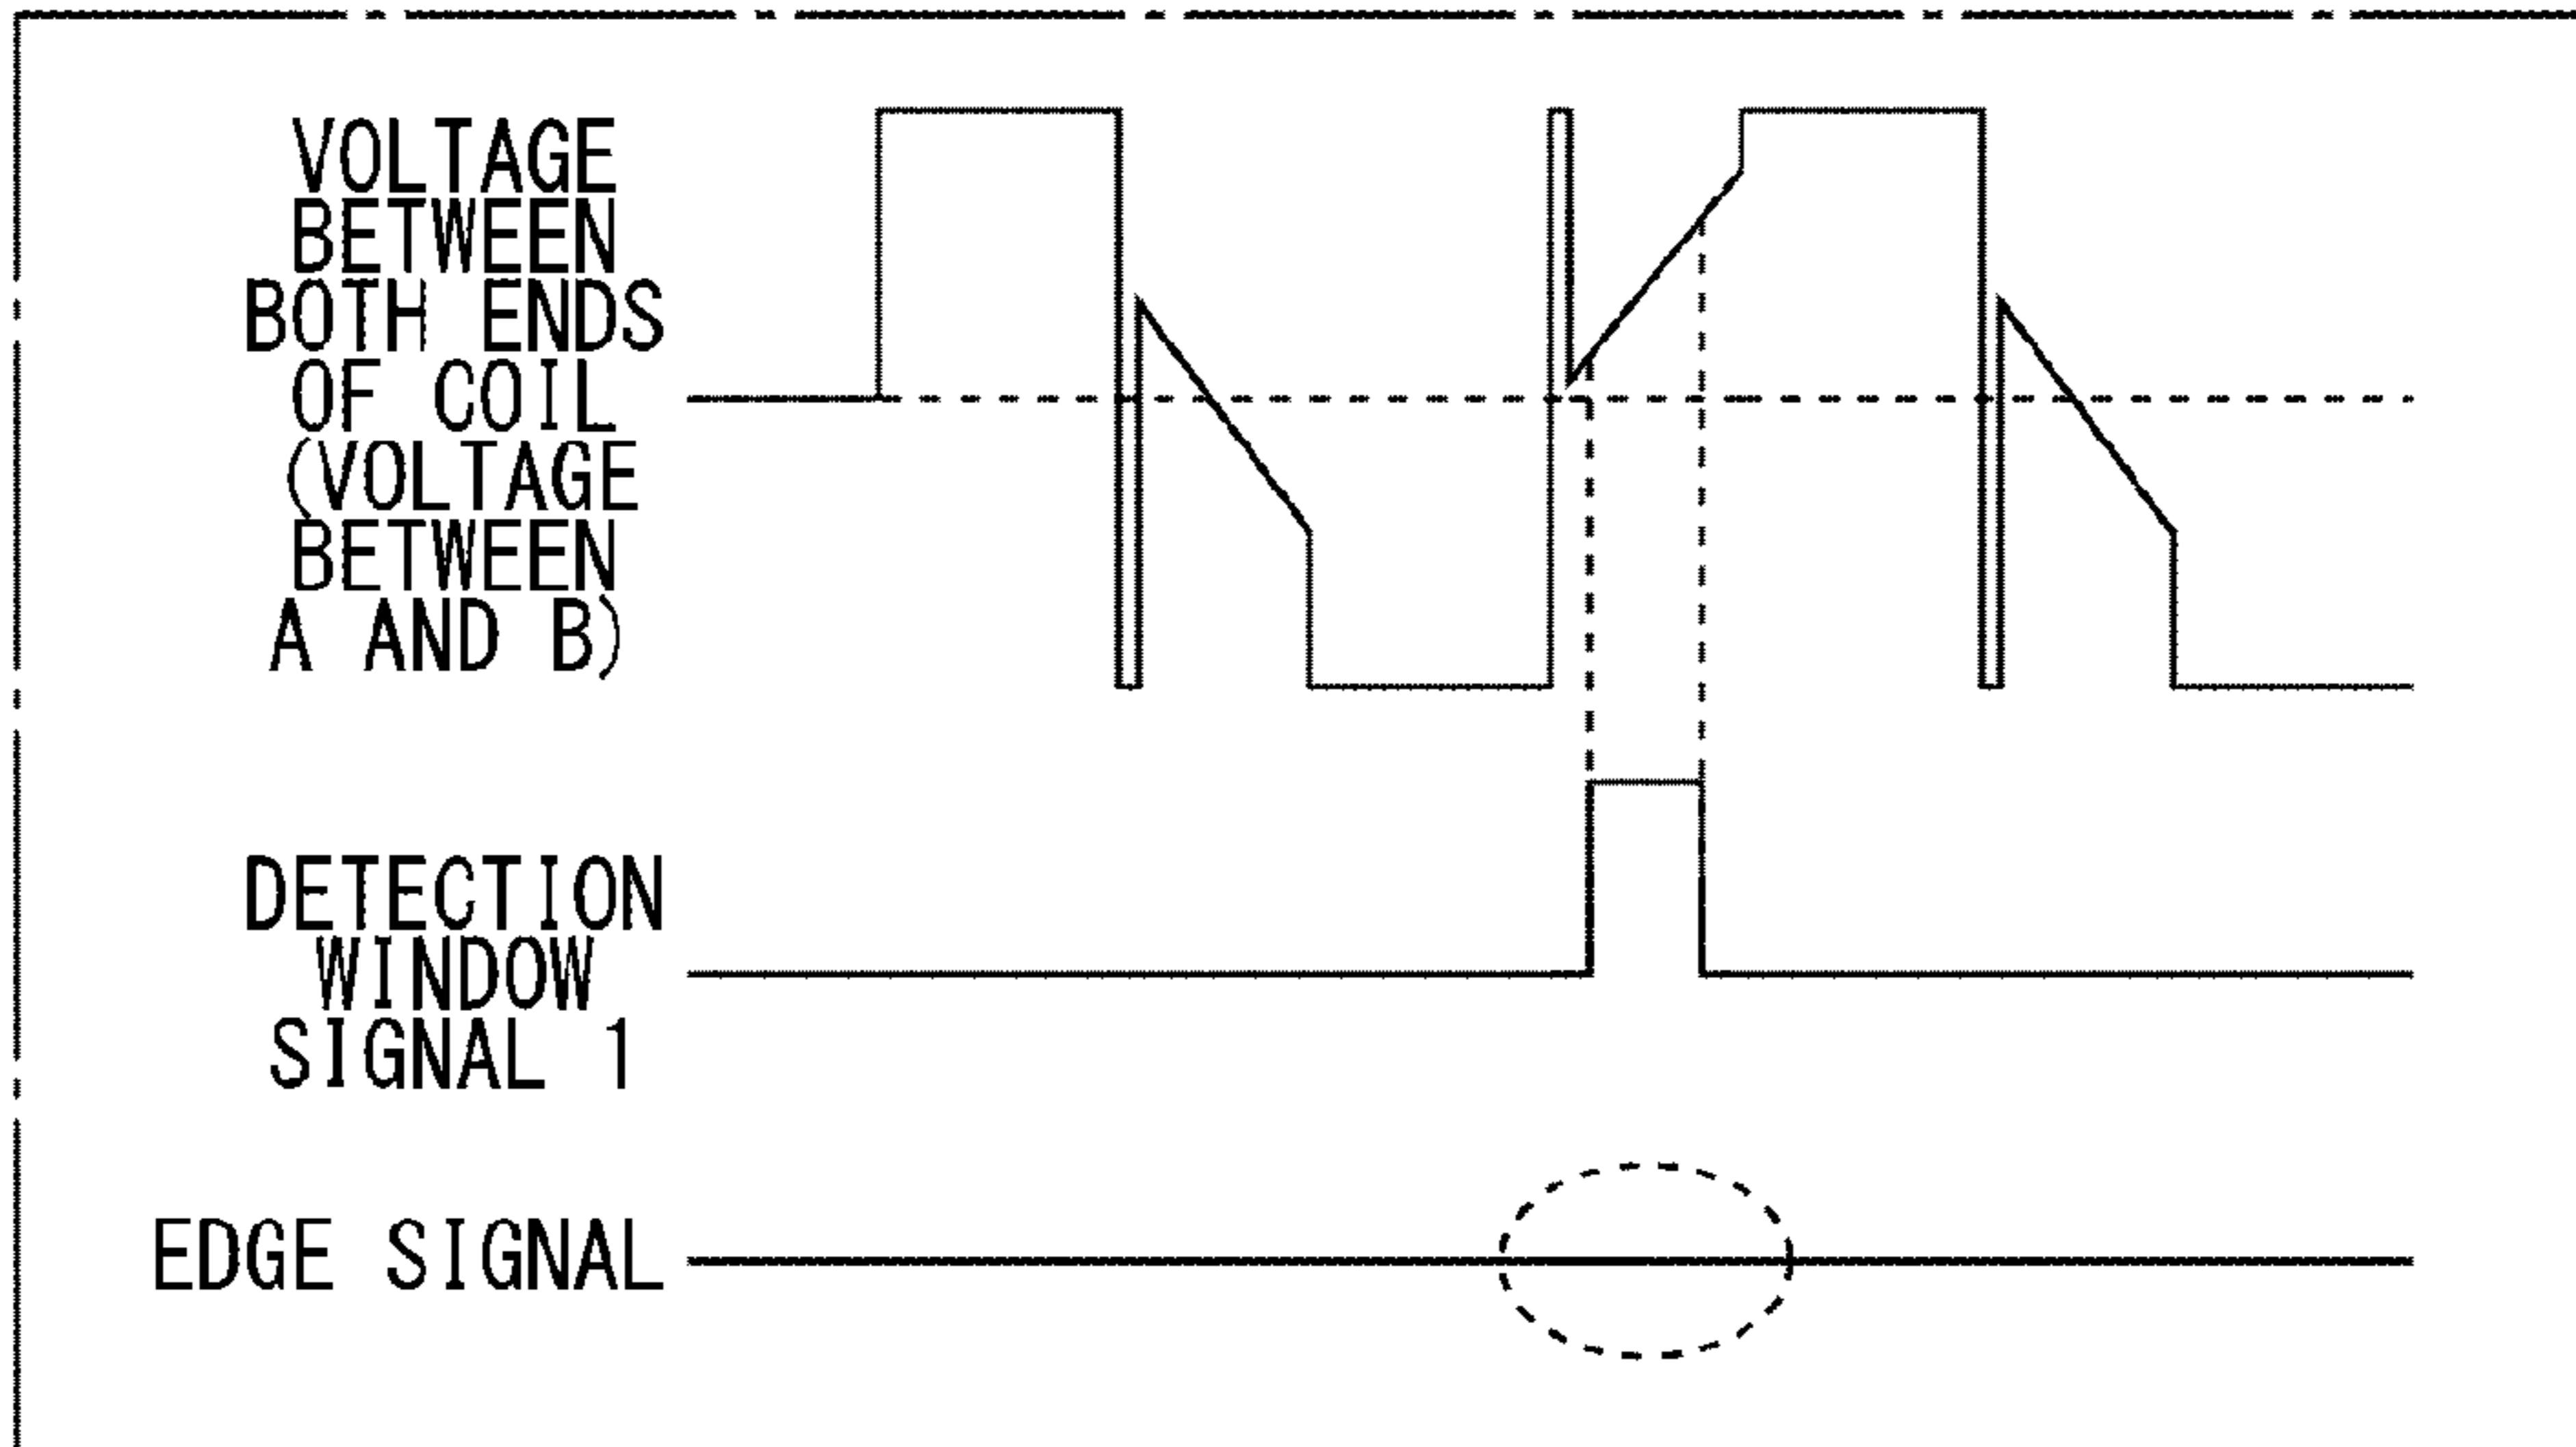 VOLTAGE
BETWEEN
BOTH ENDS
OF COIL
(VOLTAGE
BETWEEN
A AND B)
DETECTION
WINDOW
SIGNAL 1
EDGE SIGNAL